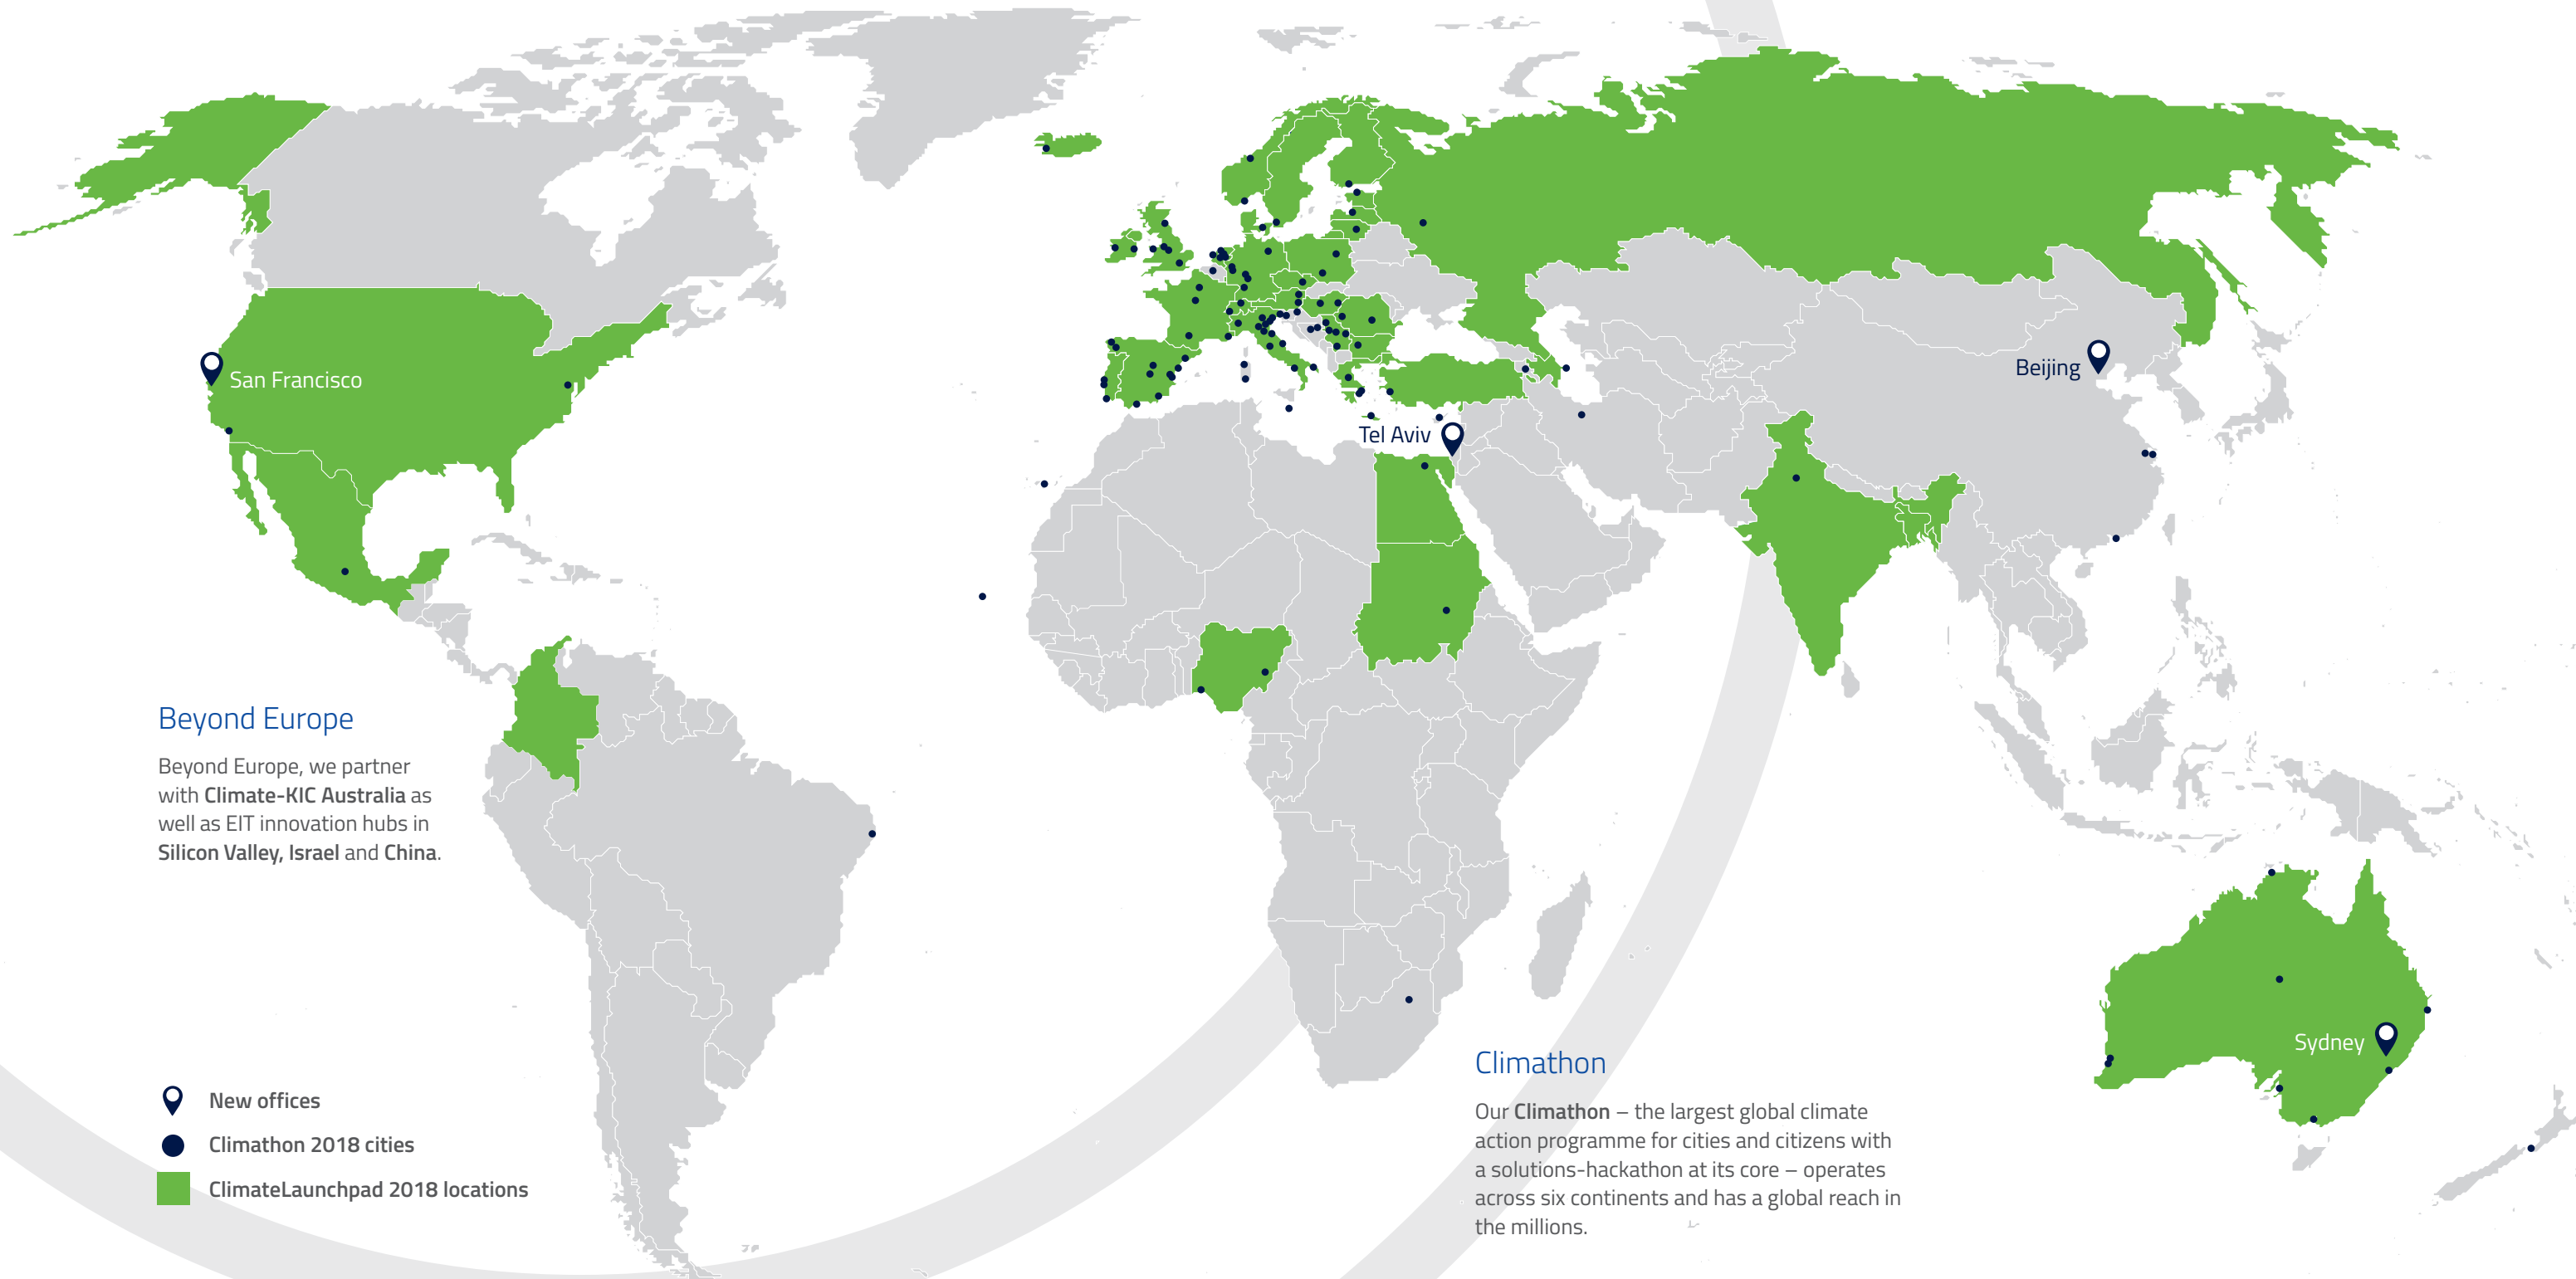 San Francisco
Beijing
Tel Aviv
Beyond Europe
Beyond Europe, we partner
with Climate-KIC Australia as
well as EIT innovation hubs in
Silicon Valley, Israel and China.
Sydney
New offices
Climathon 2018 cities
ClimateLaunchpad 2018 locations
Climathon
Our Climathon – the largest global climate
action programme for cities and citizens with
a solutions-hackathon at its core – operates
across six continents and has a global reach in
the millions.